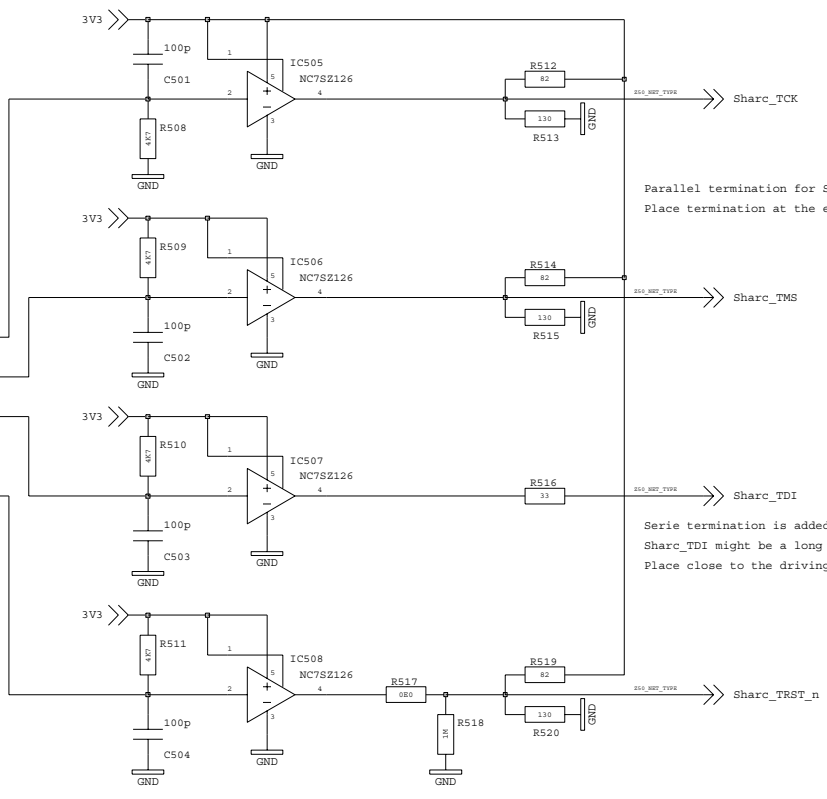 3V3
100p
C501
R508
4K7
GND
1
2
5
4
3
IC505
NC7SZ126
GND
R512
82
130
R513
GND
Z50_NET_TYPE
Sharc_TCK
Parallel termination for S
Place termination at the e
3V3
R509
4K7
100p
C502
GND
1
2
5
4
3
IC506
NC7SZ126
GND
R514
82
130
R515
GND
Z50_NET_TYPE
Sharc_TMS
3V3
R510
4K7
100p
C503
GND
1
2
5
4
3
IC507
NC7SZ126
GND
R516
33
Z50_NET_TYPE
Sharc_TDI
Serie termination is added
Sharc_TDI might be a long
Place close to the driving
3V3
R511
4K7
100p
C504
GND
1
2
5
4
3
IC508
NC7SZ126
GND
R517
0E0
R518
1M
GND
R519
82
130
R520
GND
Z50_NET_TYPE
Sharc_TRST_n